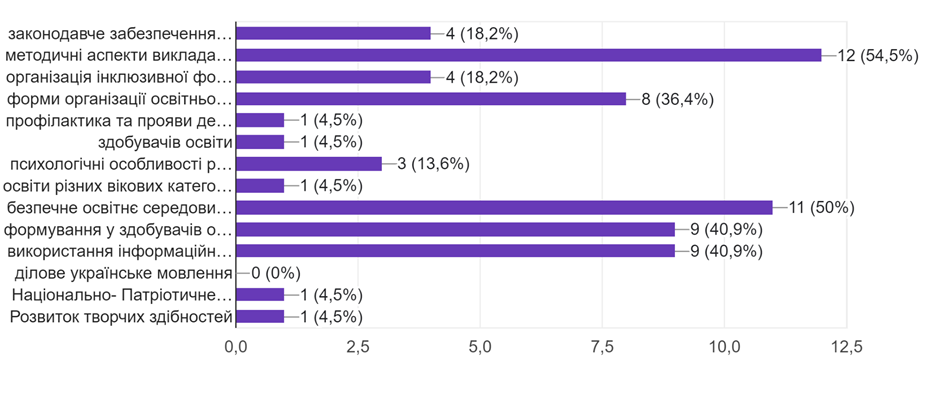 законодавче забезпечення… 4 (18,2%)
методичні аспекти виклада… 12 (54,5%)
організація інклюзивної фо… 4 (18,2%)
форми організації освітньо… 8 (36,4%)
профілактика та прояви де… 1 (4,5%)
здобувачів освіти 1 (4,5%)
психологічні особливості р… 3 (13,6%)
освіти різних вікових катего… 1 (4,5%)
безпечне освітнє середови… 11 (50%)
формування у здобувачів о… 9 (40,9%)
використання інформаційн… 9 (40,9%)
ділове українське мовлення 0 (0%)
Національно- Патріотичне… 1 (4,5%)
Розвиток творчих здібностей 1 (4,5%)
0,0 2,5 5,0 7,5 10,0 12,5